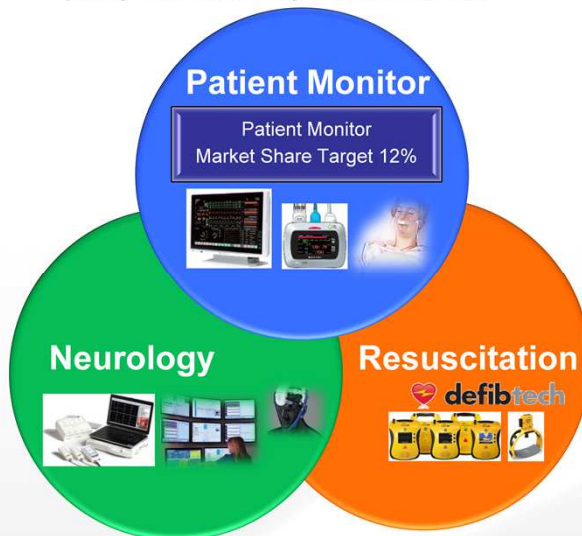 Patient Monitor
Patient Monitor
Market Share Target 12%
Neurology
Resuscitation
defibtech